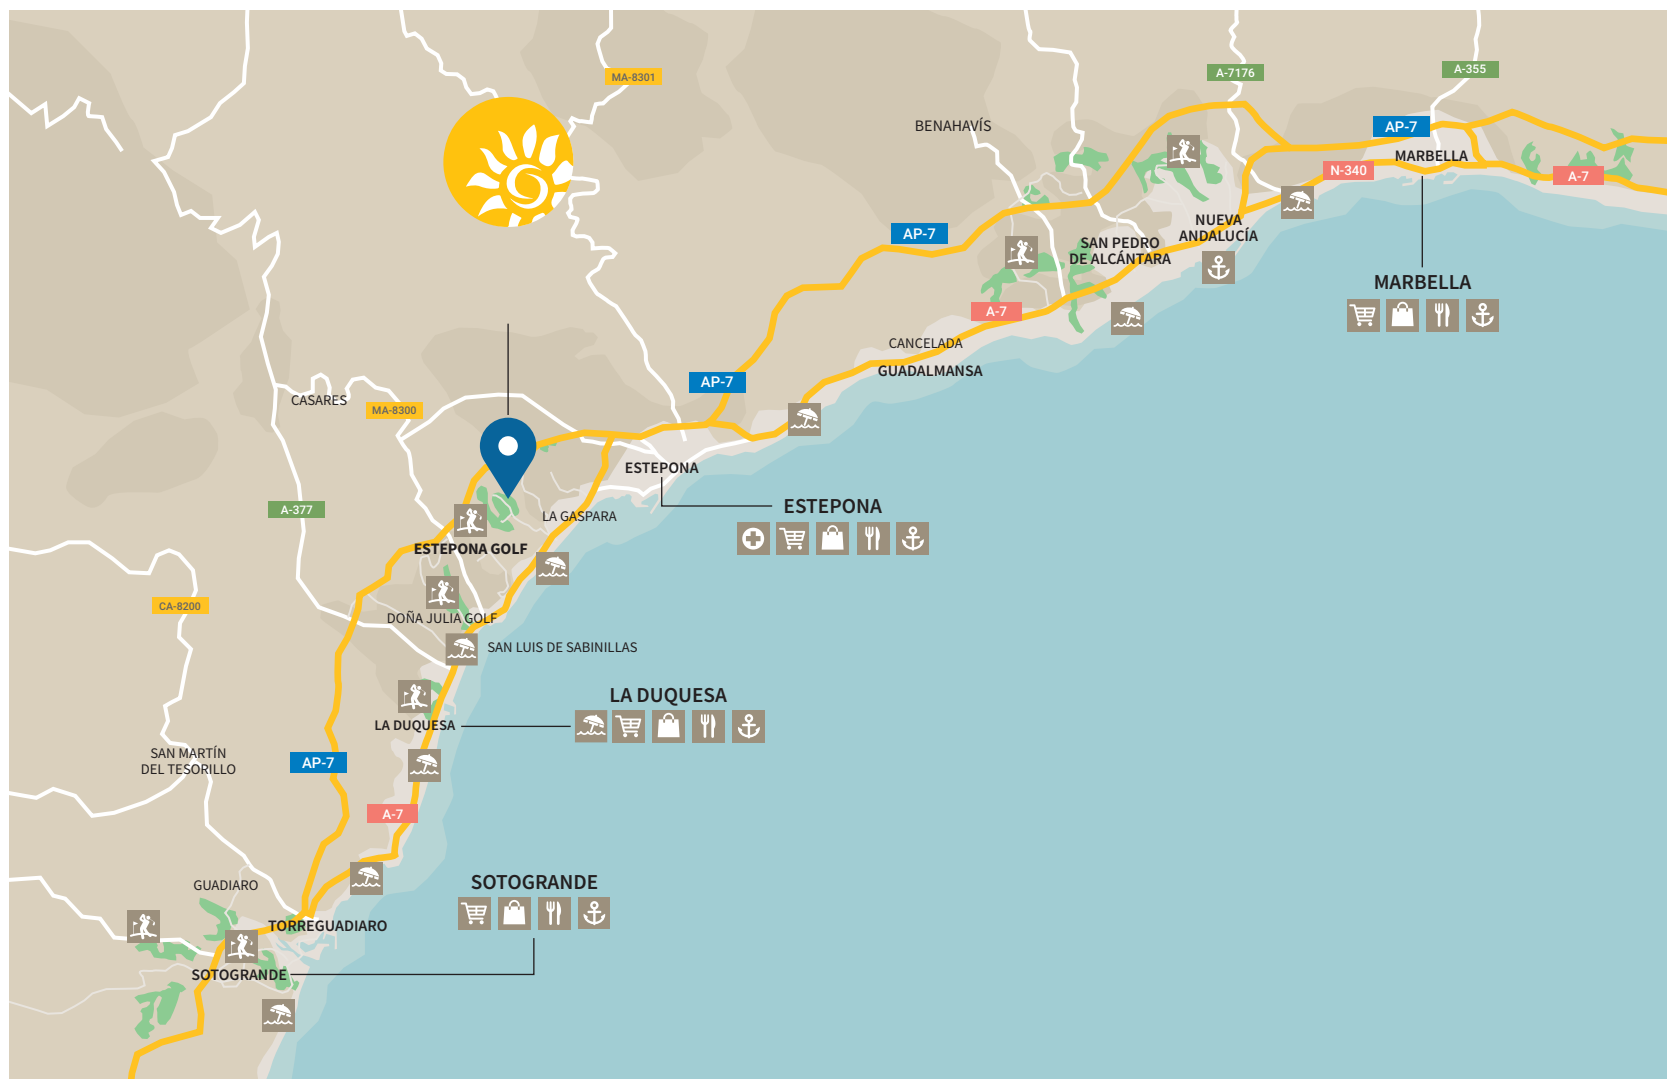 MA-8301
A-7176
A-355
BENAHAVÍS
AP-7
MARBELLA
N-340
A-7
NUEVA
ANDALUCÍA
AP-7
SAN PEDRO
DE ALCÁNTARA
MARBELLA
A-7
CANCELADA
GUADALMANSA
AP-7
CASARES
MA-8300
ESTEPONA
A-377
LA GASPARA
ESTEPONA
ESTEPONA GOLF
CA-8200
DOÑA JULIA GOLF
SAN LUIS DE SABINILLAS
LA DUQUESA
LA DUQUESA
SAN MARTÍN
DEL TESORILLO
AP-7
A-7
GUADIARO
SOTOGRANDE
TORREGUADIARO
SOTOGRANDE